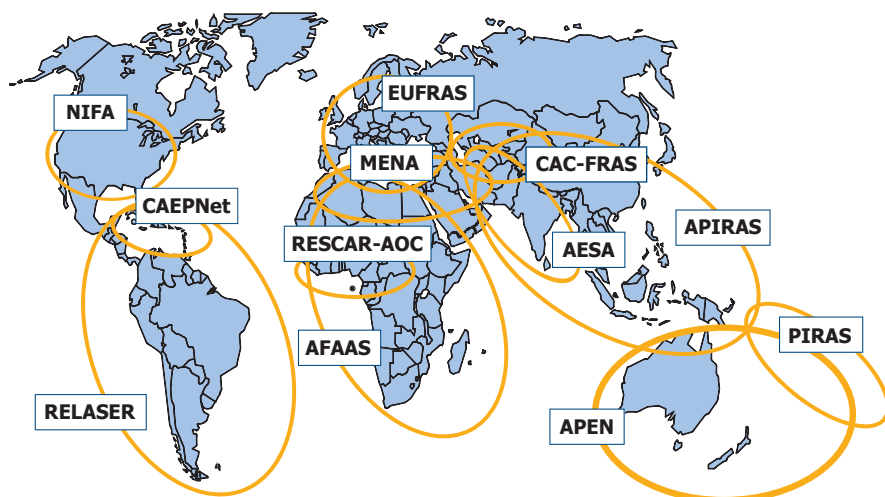 EUFRAS
NIFA
MENA
CAC-FRAS
CAEPNet
RESCAR-AOC
AESA
APIRAS
PIRAS
AFAAS
RELASER
APEN